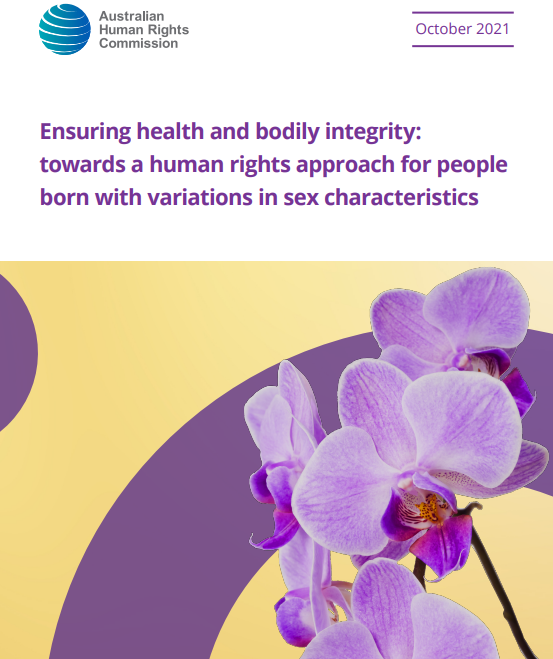 Australian
Human Rights
Commission
October 2021
Ensuring health and bodily integrity:
towards a human rights approach for people
born with variations in sex characteristics